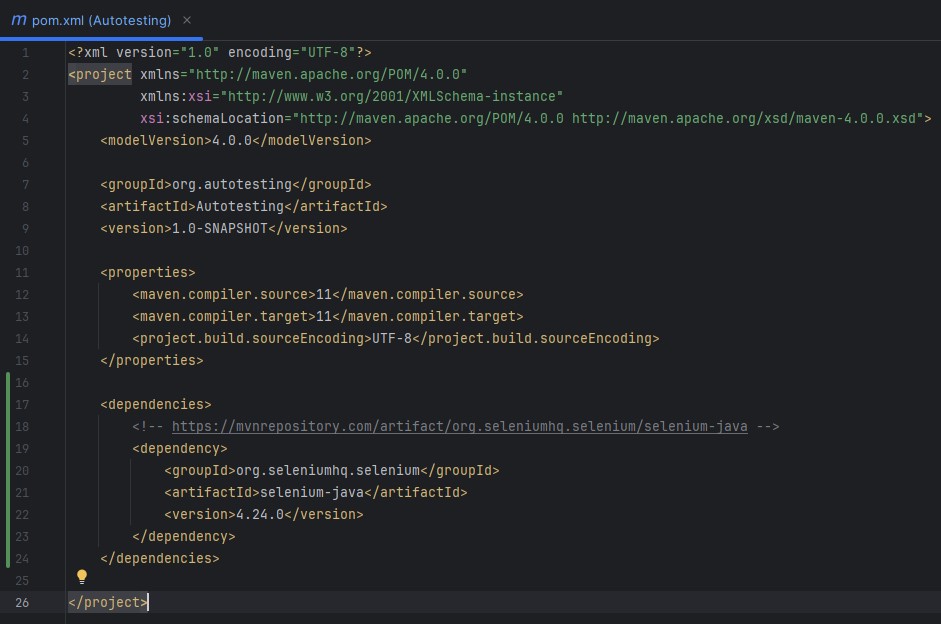 m pom.xml (Autotesting) ×
1 <?xml version="1.0" encoding="UTF-8"?>
2 <project xmlns="http://maven.apache.org/POM/4.0.0"
3 xmlns:xsi="http://www.w3.org/2001/XMLSchema-instance"
4 xsi:schemaLocation="http://maven.apache.org/POM/4.0.0 http://maven.apache.org/xsd/maven-4.0.0.xsd">
5 <modelVersion>4.0.0</modelVersion>
6
7 <groupId>org.autotesting</groupId>
8 <artifactId>Autotesting</artifactId>
9 <version>1.0-SNAPSHOT</version>
10
11 <properties>
12 <maven.compiler.source>11</maven.compiler.source>
13 <maven.compiler.target>11</maven.compiler.target>
14 <project.build.sourceEncoding>UTF-8</project.build.sourceEncoding>
15 </properties>
16
17 <dependencies>
18 <!-- https://mvnrepository.com/artifact/org.seleniumhq.selenium/selenium-java -->
19 <dependency>
20 <groupId>org.seleniumhq.selenium</groupId>
21 <artifactId>selenium-java</artifactId>
22 <version>4.24.0</version>
23 </dependency>
24 </dependencies>
25
26 </project>